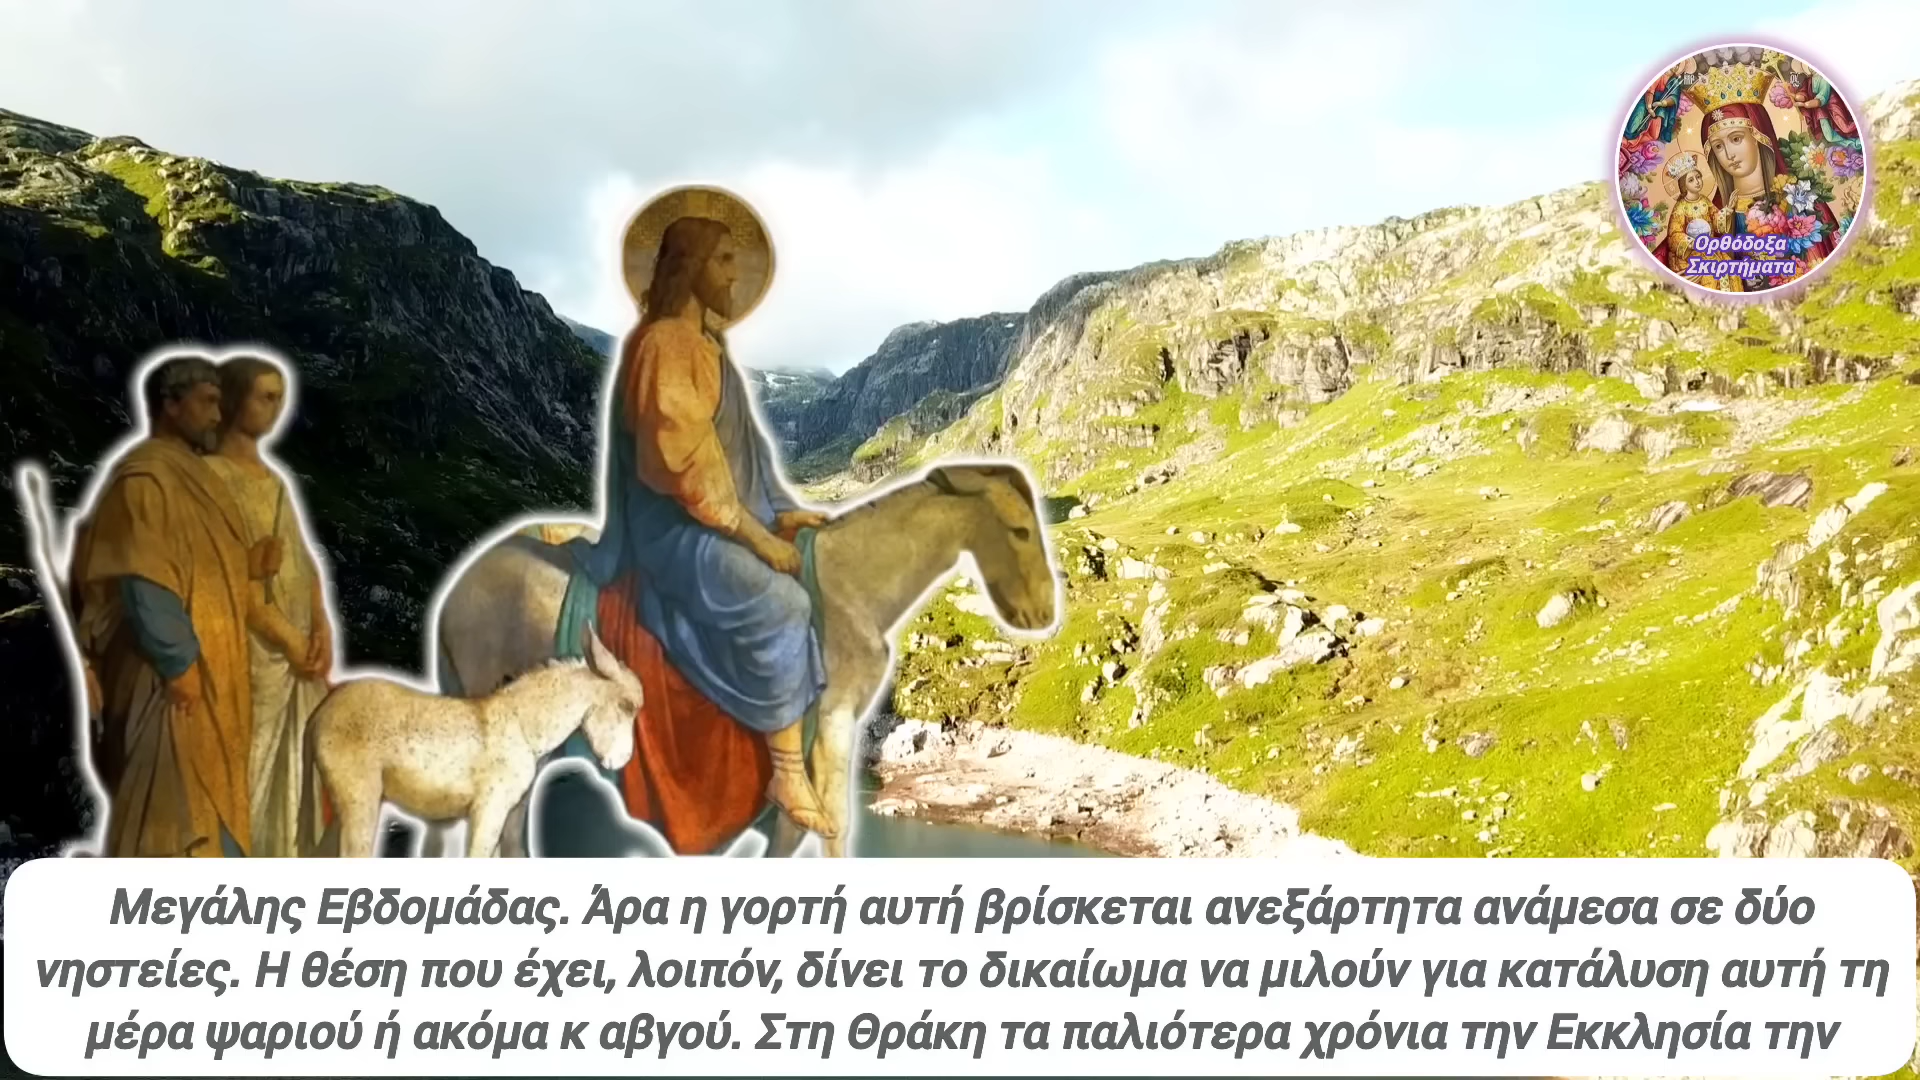 Ορθόδοξα
Σκιρτήματα
Μεγάλης Εβδομάδας. Άρα η γορτή αυτή βρίσκεται ανεξάρτητα ανάμεσα σε δύο
νηστείες. Η θέση που έχει, λοιπόν, δίνει το δικαίωμα να μιλούν για κατάλυση αυτή τη
μέρα ψαριού ή ακόμα κ αβγού. Στη Θράκη τα παλιότερα χρόνια την Εκκλησία την